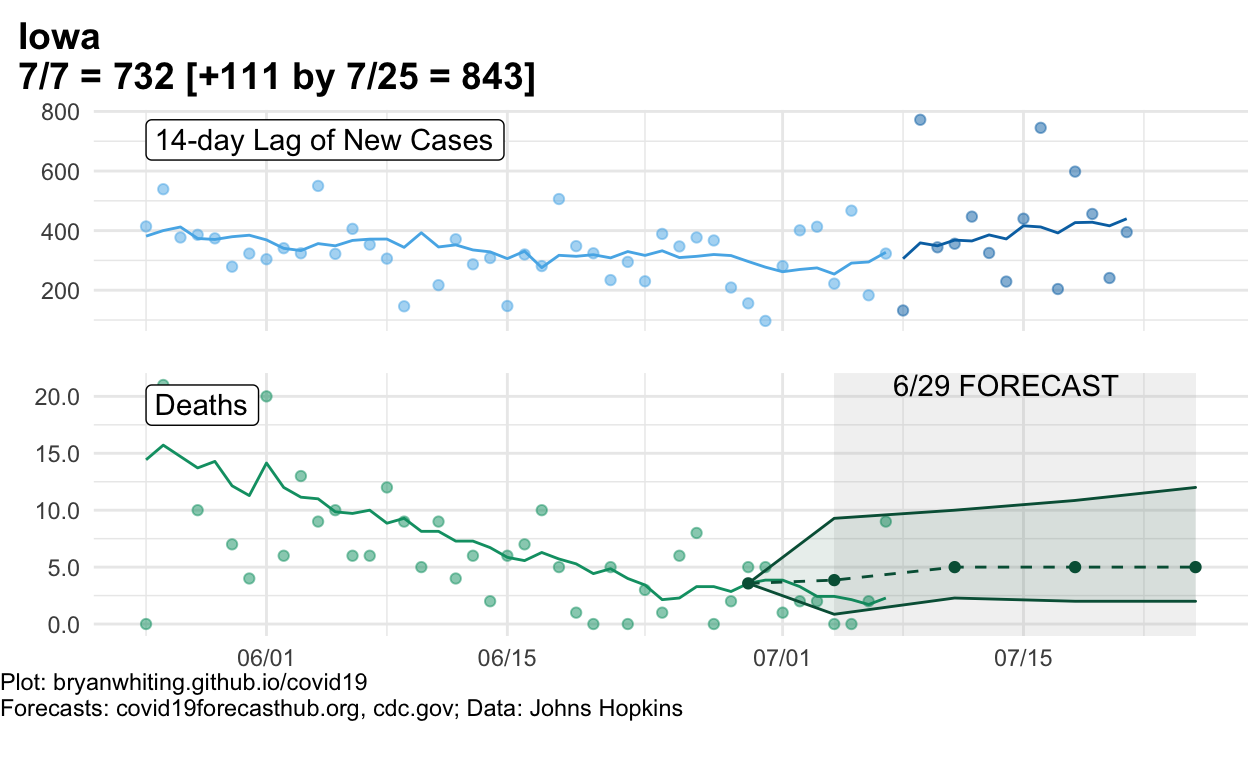 Iowa
7/7 = 732 [+111 by 7/25 = 843]
800
14-day Lag of New Cases
600
400
200
6/29 FORECAST
20.0
Deaths
15.0
10.0
5.0
0.0
06/01 06/15 07/01 07/15
Plot: bryanwhiting.github.io/covid19
Forecasts: covid19forecasthub.org, cdc.gov; Data: Johns Hopkins